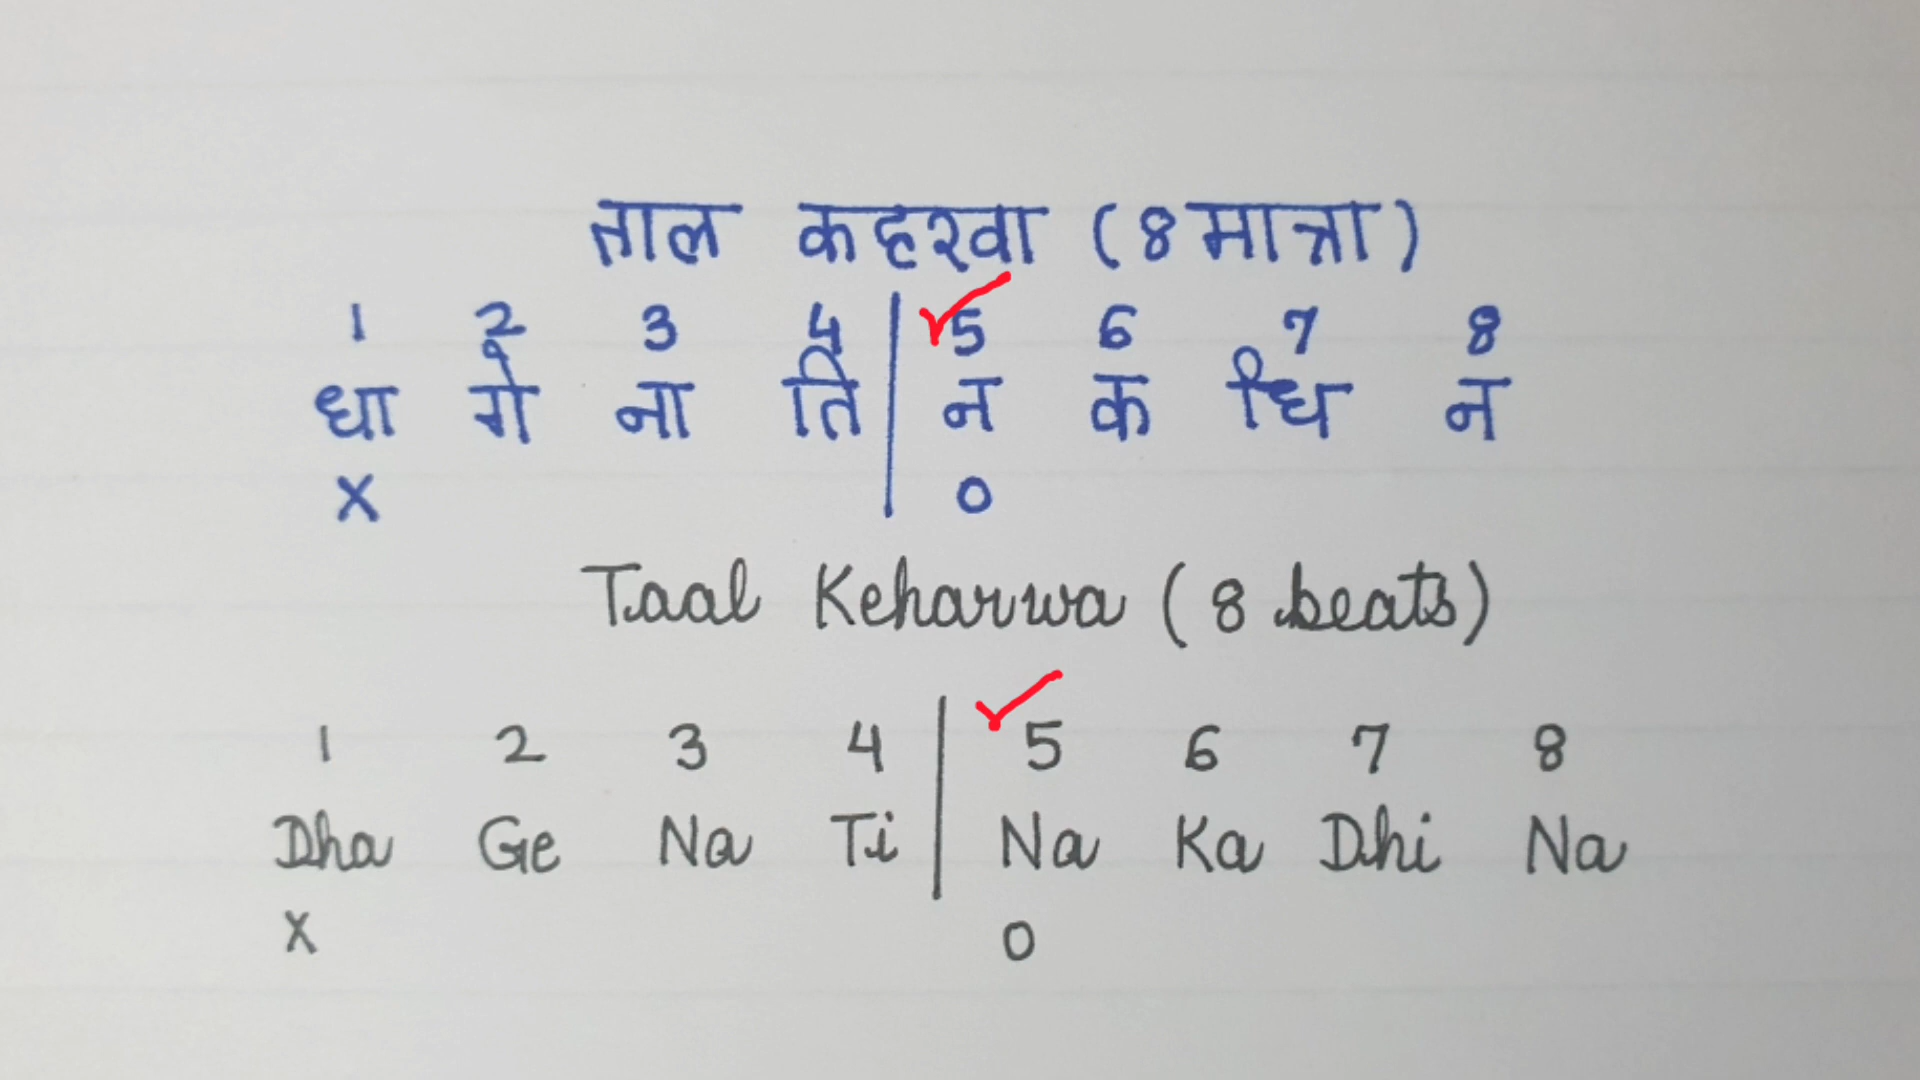 ताल कहरवा (8 मात्रा)
1 2 3 4 | 5 6 7 8
धा गे ना ति | न क धि न
X 0
Taal Keharwa (8 beats)
1 2 3 4 | 5 6 7 8
Dha Ge Na Ti | Na Ka Dhi Na
X 0